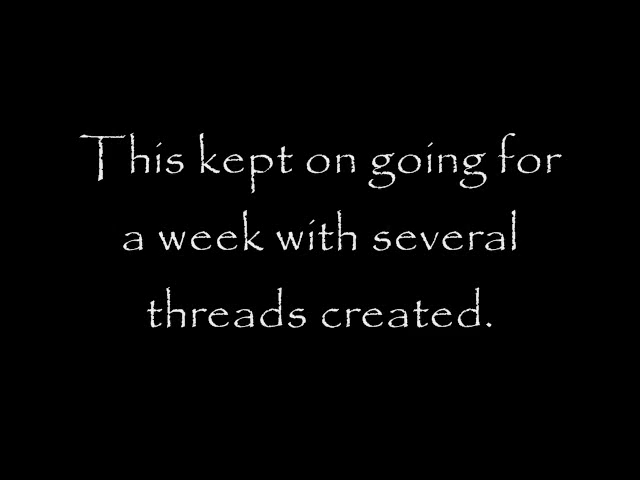 This kept on going for
a week with several
threads created.